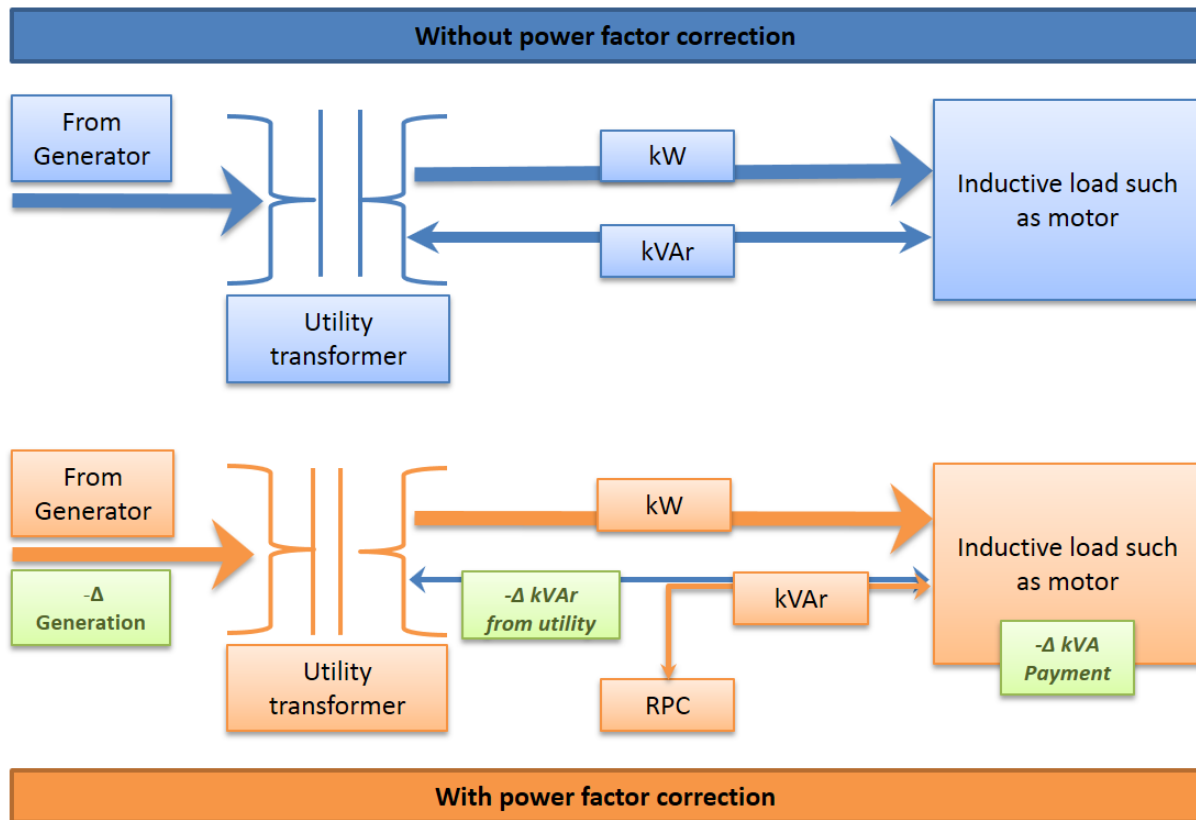 Without power factor correction
From
Generator
kW
Inductive load such
as motor
kVAr
Utility
transformer
From
Generator
kW
Inductive load such
as motor
-Δ
Generation
-Δ kVAr
from utility
kVAr
-Δ kVA
Payment
Utility
transformer
RPC
With power factor correction